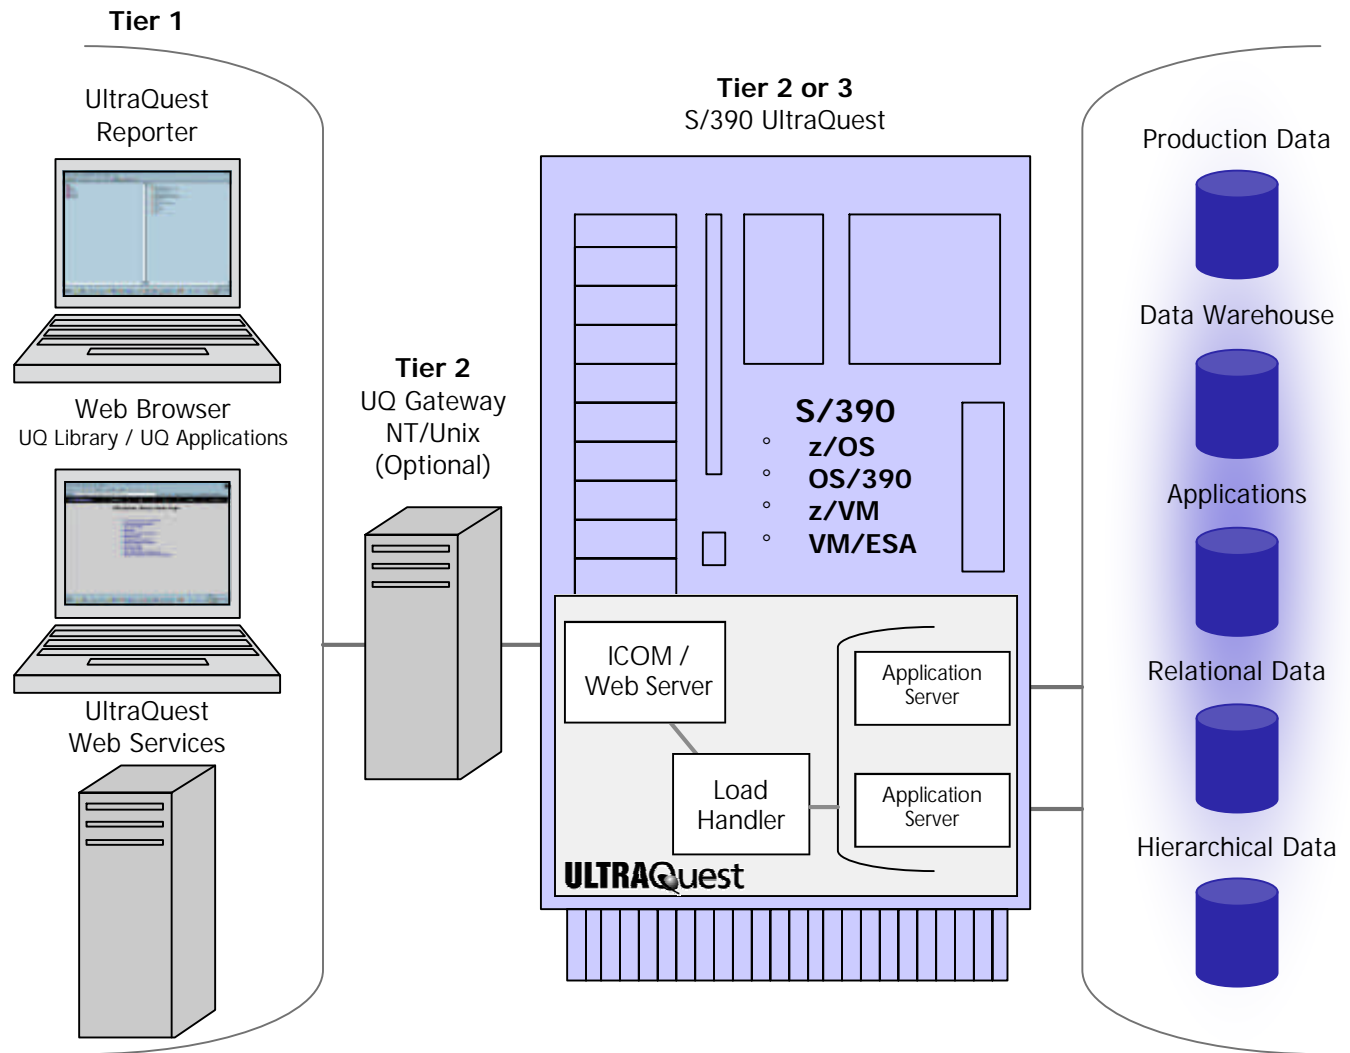 Tier 1
UltraQuest
Reporter
Web Browser
UQ Library / UQ Applications
UltraQuest
Web Services
Tier 2
UQ Gateway
NT/Unix
(Optional)
Tier 2 or 3
S/390 UltraQuest
S/390
° z/OS
° OS/390
° z/VM
° VM/ESA
ICOM /
Web Server
Load
Handler
Application
Server
Application
Server
ULTRAQuest
Production Data
Data Warehouse
Applications
Relational Data
Hierarchical Data